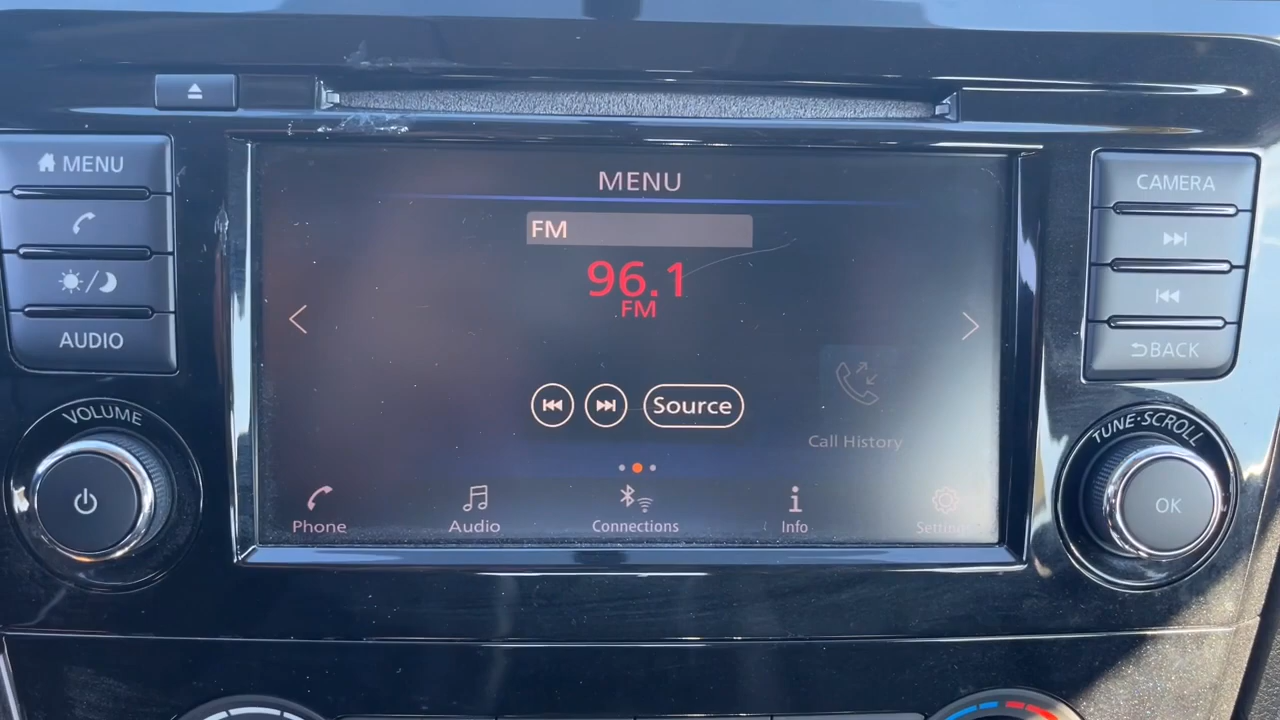 MENU
AUDIO
VOLUME
MENU
FM
96.1
FM
Source
Call History
Phone
Audio
Connections
Info
Settings
CAMERA
BACK
TUNE·SCROLL
OK